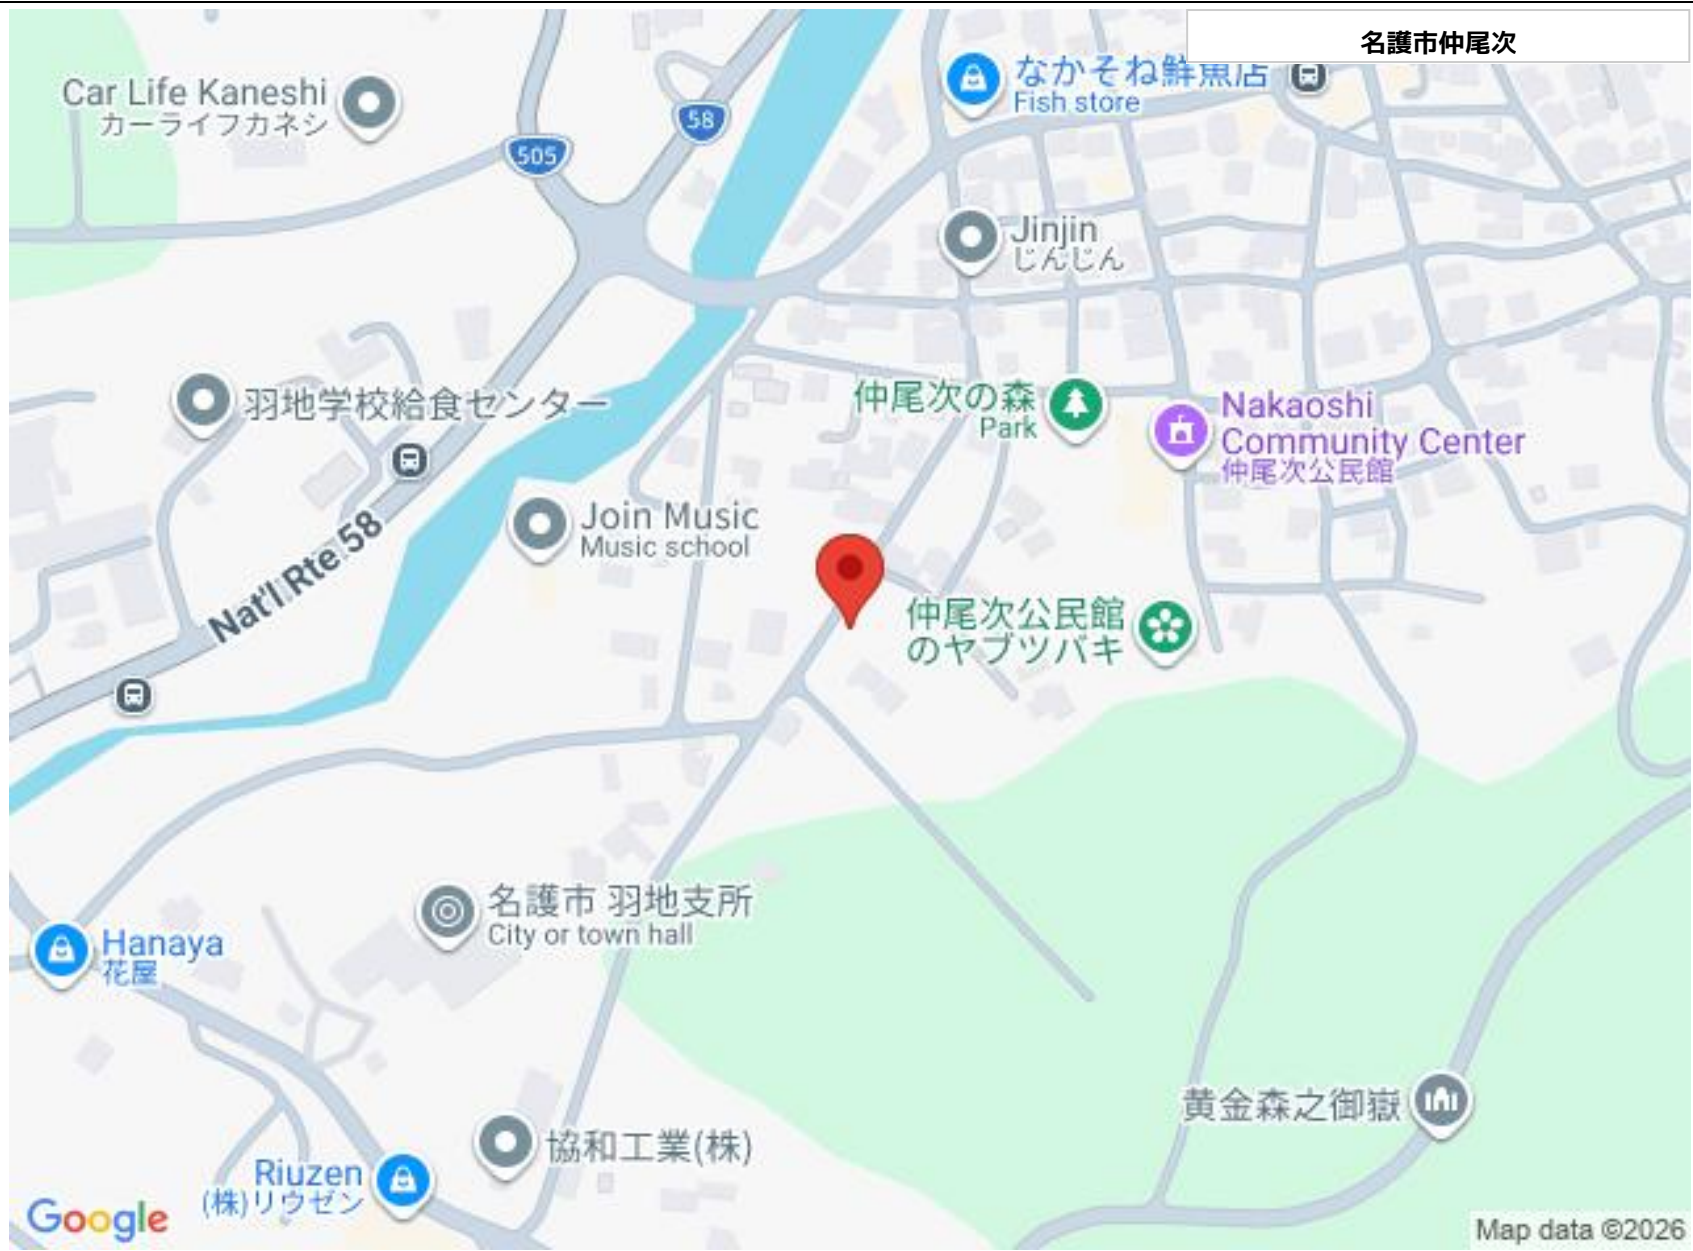 名護市仲尾次
なかそね鮮魚店
Fish store
Car Life Kaneshi
カーライフカネシ
58
505
Jinjin
じんじん
羽地学校給食センター
仲尾次の森
Park
Nakaoshi
Community Center
仲尾次公民館
Join Music
Music school
Nat'l Rte 58
仲尾次公民館
のヤブツバキ
名護市 羽地支所
City or town hall
Hanaya
花屋
黄金森之御嶽
協和工業(株)
Riuzen
(株)リウゼン
Google
Map data ©2026